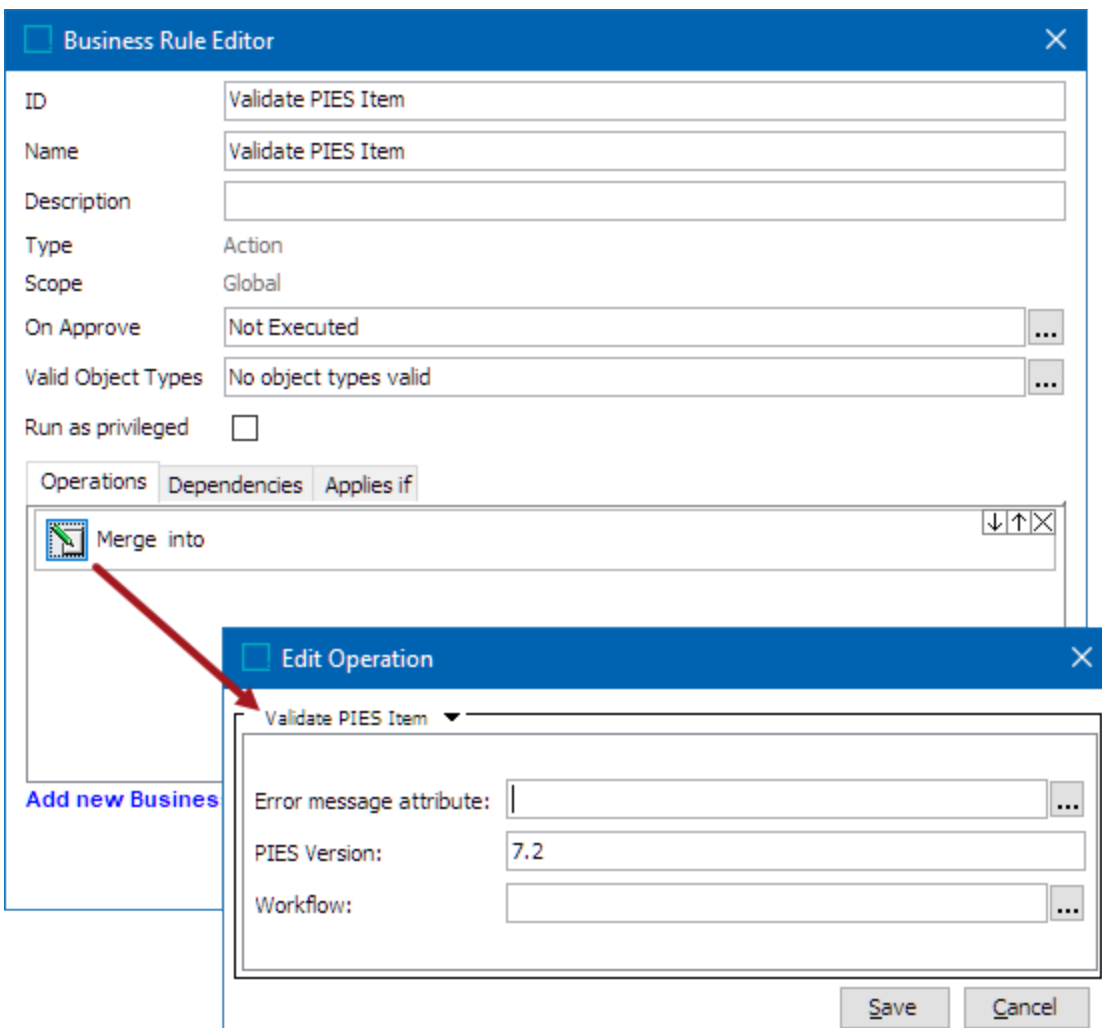 Business Rule Editor
ID Validate PIES Item
Name Validate PIES Item
Description
Type Action
Scope Global
On Approve Not Executed ...
Valid Object Types No object types valid ...
Run as privileged
Operations Dependencies Applies if
Merge into
Edit Operation
Validate PIES Item
Add new Busines
Error message attribute: ...
PIES Version: 7.2
Workflow: ...
Save Cancel